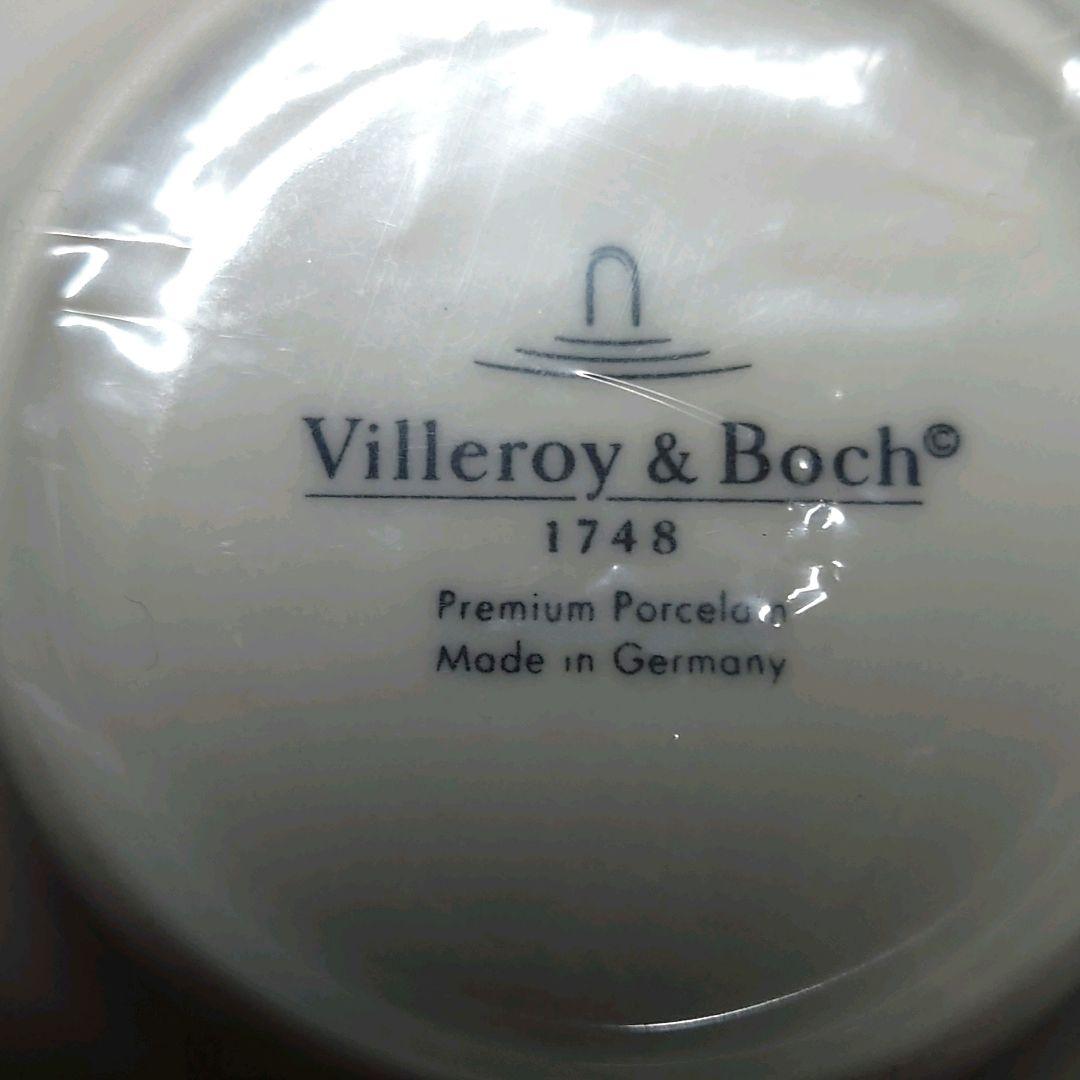 Villeroy & Boch©
1748
Premium Porcelain
Made in Germany